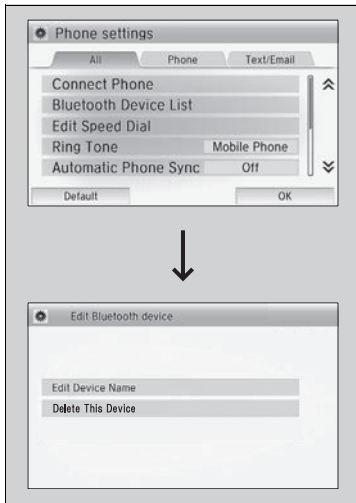 Phone settings
All Phone Text/Email
Connect Phone
Bluetooth Device List
Edit Speed Dial
Ring Tone Mobile Phone
Automatic Phone Sync Off
Default OK
Edit Bluetooth device
Edit Device Name
Delete This Device